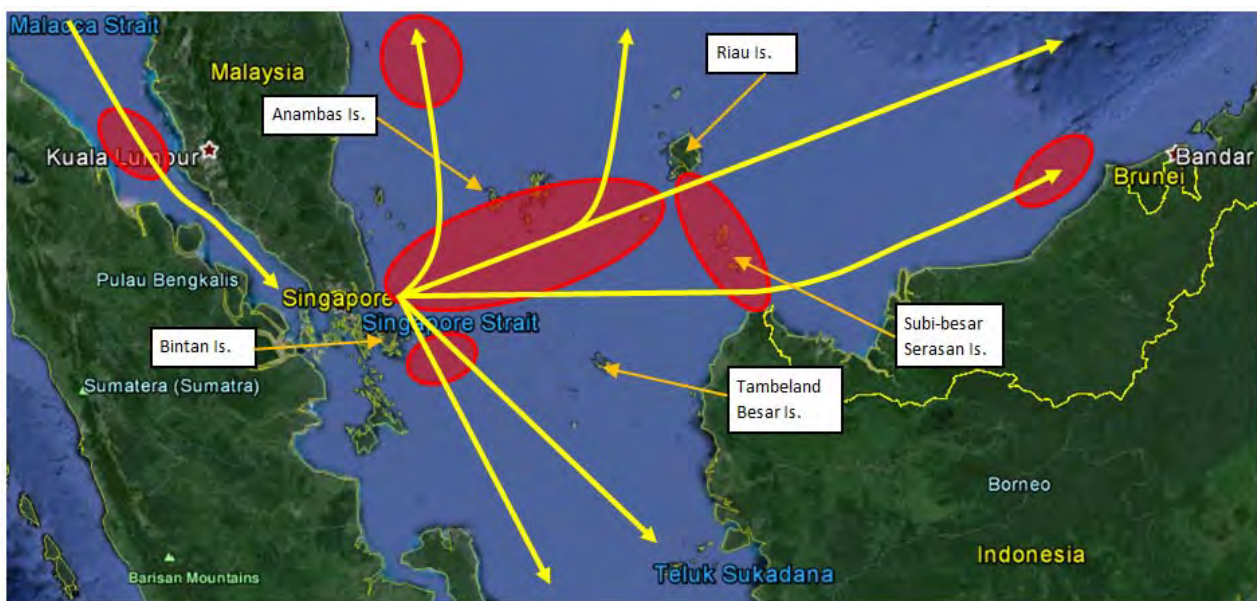 Malacca Strait
Malaysia
Riau Is.
Anambas Is.
Kuala Lumpur
Bandar
Brunei
Pulau Bengkalis
Singapore
Singapore Strait
Subi-besar
Serasan Is.
Bintan Is.
Sumatera (Sumatra)
Tambeland
Besar Is.
Borneo
Indonesia
Teluk Sukadana
Barisan Mountains